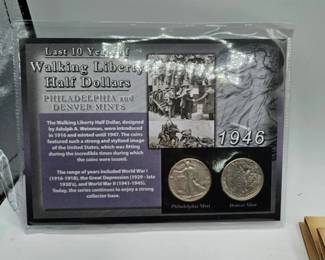 Last 10 Years of
Walking Liberty
Half Dollars
PHILADELPHIA and
DENVER MINTS
The Walking Liberty Half Dollar, designed
by Adolph A. Weinman, were introduced
in 1916 and minted until 1947. The coins
featured such a strong and stylized image
of the United States, which was fitting
during the incredible times during which
the coins were issued.
The range of years included World War I
(1916-1918), the Great Depression (1929 - late
1930's), and World War II (1941-1945).
Today, the series continues to enjoy a strong
collector base.
1946
Philadelphia Mint
Denver Mint